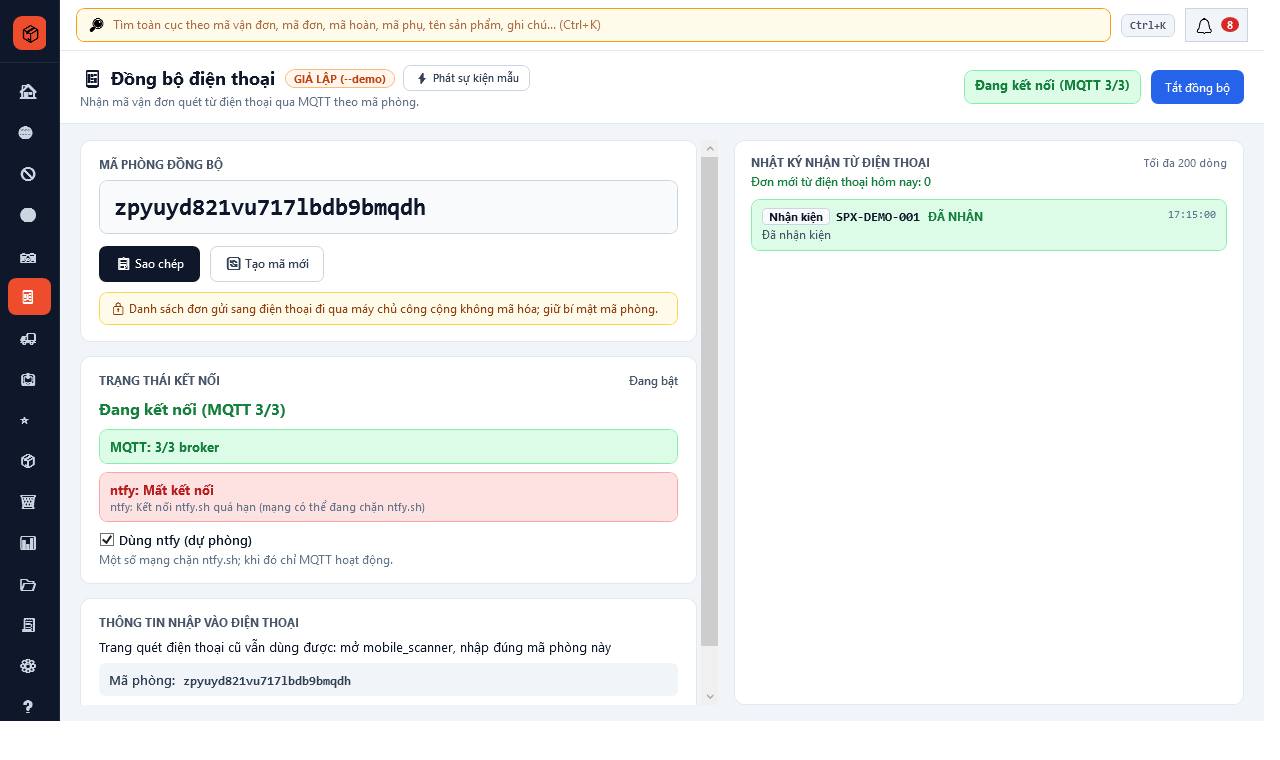 Tìm toàn cục theo mã vận đơn, mã đơn, mã hoàn, mã phụ, tên sản phẩm, ghi chú... (Ctrl+K)
Ctrl+K
8
Đồng bộ điện thoại
GIẢ LẬP (--demo)
Phát sự kiện mẫu
Nhận mã vận đơn quét từ điện thoại qua MQTT theo mã phòng.
Đang kết nối (MQTT 3/3)
Tắt đồng bộ
MÃ PHÒNG ĐỒNG BỘ
zpyuyd821vu717lbdb9bmqdh
Sao chép
Tạo mã mới
Danh sách đơn gửi sang điện thoại đi qua máy chủ công cộng không mã hóa; giữ bí mật mã phòng.
TRẠNG THÁI KẾT NỐI
Đang bật
Đang kết nối (MQTT 3/3)
MQTT: 3/3 broker
ntfy: Mất kết nối
ntfy: Kết nối ntfy.sh quá hạn (mạng có thể đang chặn ntfy.sh)
Dùng ntfy (dự phòng)
Một số mạng chặn ntfy.sh; khi đó chỉ MQTT hoạt động.
THÔNG TIN NHẬP VÀO ĐIỆN THOẠI
Trang quét điện thoại cũ vẫn dùng được: mở mobile_scanner, nhập đúng mã phòng này
Mã phòng: zpyuyd821vu717lbdb9bmqdh
NHẬT KÝ NHẬN TỪ ĐIỆN THOẠI
Tối đa 200 dòng
Đơn mới từ điện thoại hôm nay: 0
Nhận kiện SPX-DEMO-001 ĐÃ NHẬN
17:15:00
Đã nhận kiện